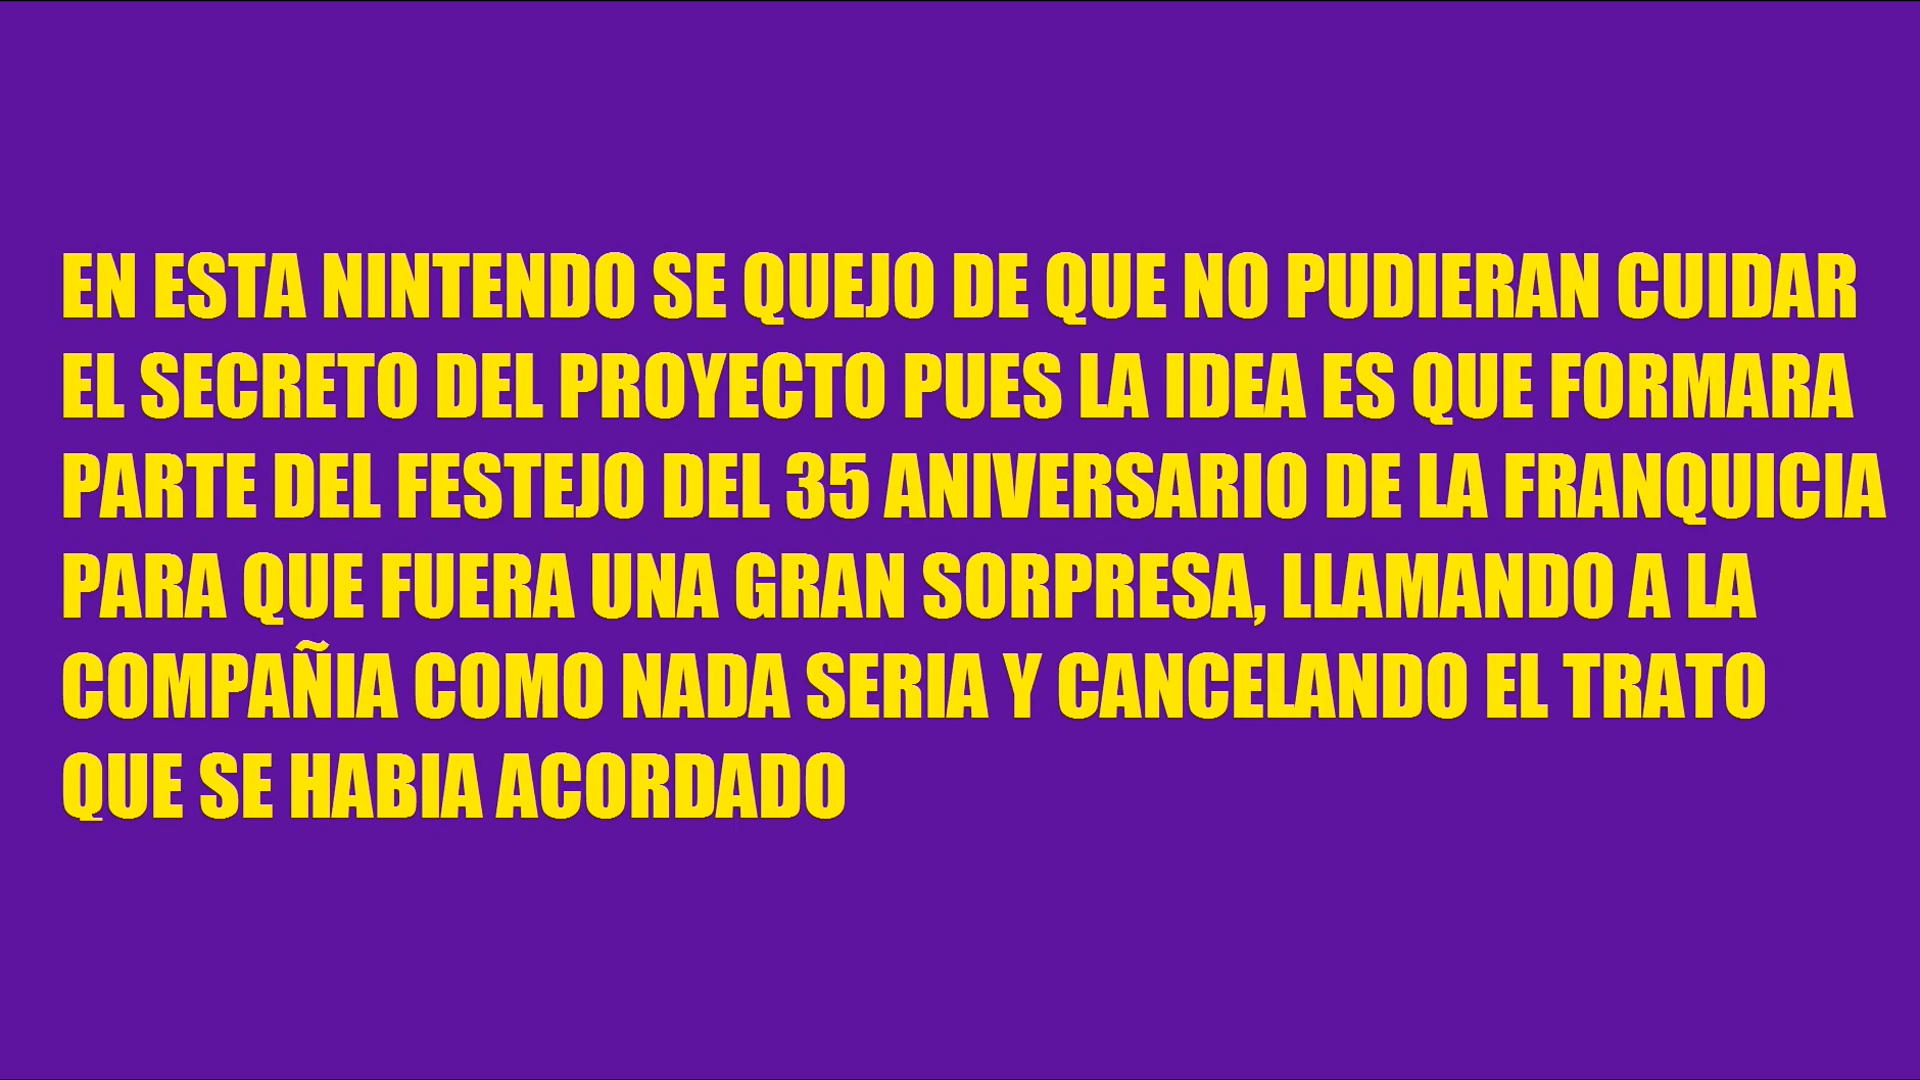 EN ESTA NINTENDO SE QUEJO DE QUE NO PUDIERAN CUIDAR
EL SECRETO DEL PROYECTO PUES LA IDEA ES QUE FORMARA
PARTE DEL FESTEJO DEL 35 ANIVERSARIO DE LA FRANQUICIA
PARA QUE FUERA UNA GRAN SORPRESA, LLAMANDO A LA
COMPAÑIA COMO NADA SERIA Y CANCELANDO EL TRATO
QUE SE HABIA ACORDADO